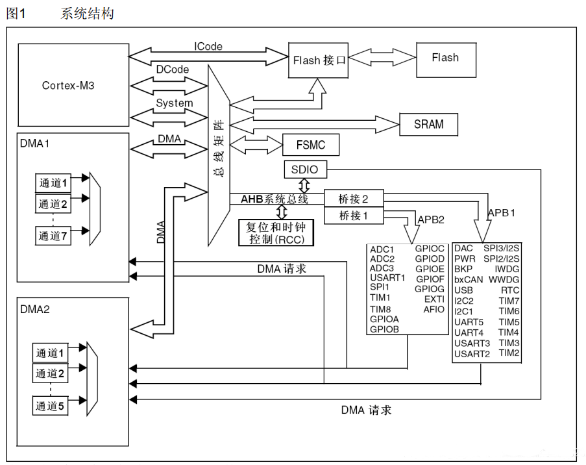 图1 系统结构
ICode
Cortex-M3
DCode
System
Flash 接口
Flash
总线矩阵
SRAM
FSMC
SDIO
DMA1
DMA
通道1
通道2
通道7
AHB系统总线
桥接2
桥接1
复位和时钟
控制(RCC)
APB2
APB1
DMA
DMA 请求
ADC1 GPIOC
ADC2 GPIOD
ADC3 GPIOE
USART1 GPIOF
SPI1 GPIOG
TIM1 EXTI
TIM8 AFIO
GPIOA
GPIOB
DAC SPI3/I2S
PWR SPI2/I2S
BKP IWDG
bxCAN WWDG
USB RTC
I2C2 TIM7
I2C1 TIM6
UART5 TIM5
UART4 TIM4
USART3 TIM3
USART2 TIM2
DMA2
通道1
通道2
通道5
DMA 请求